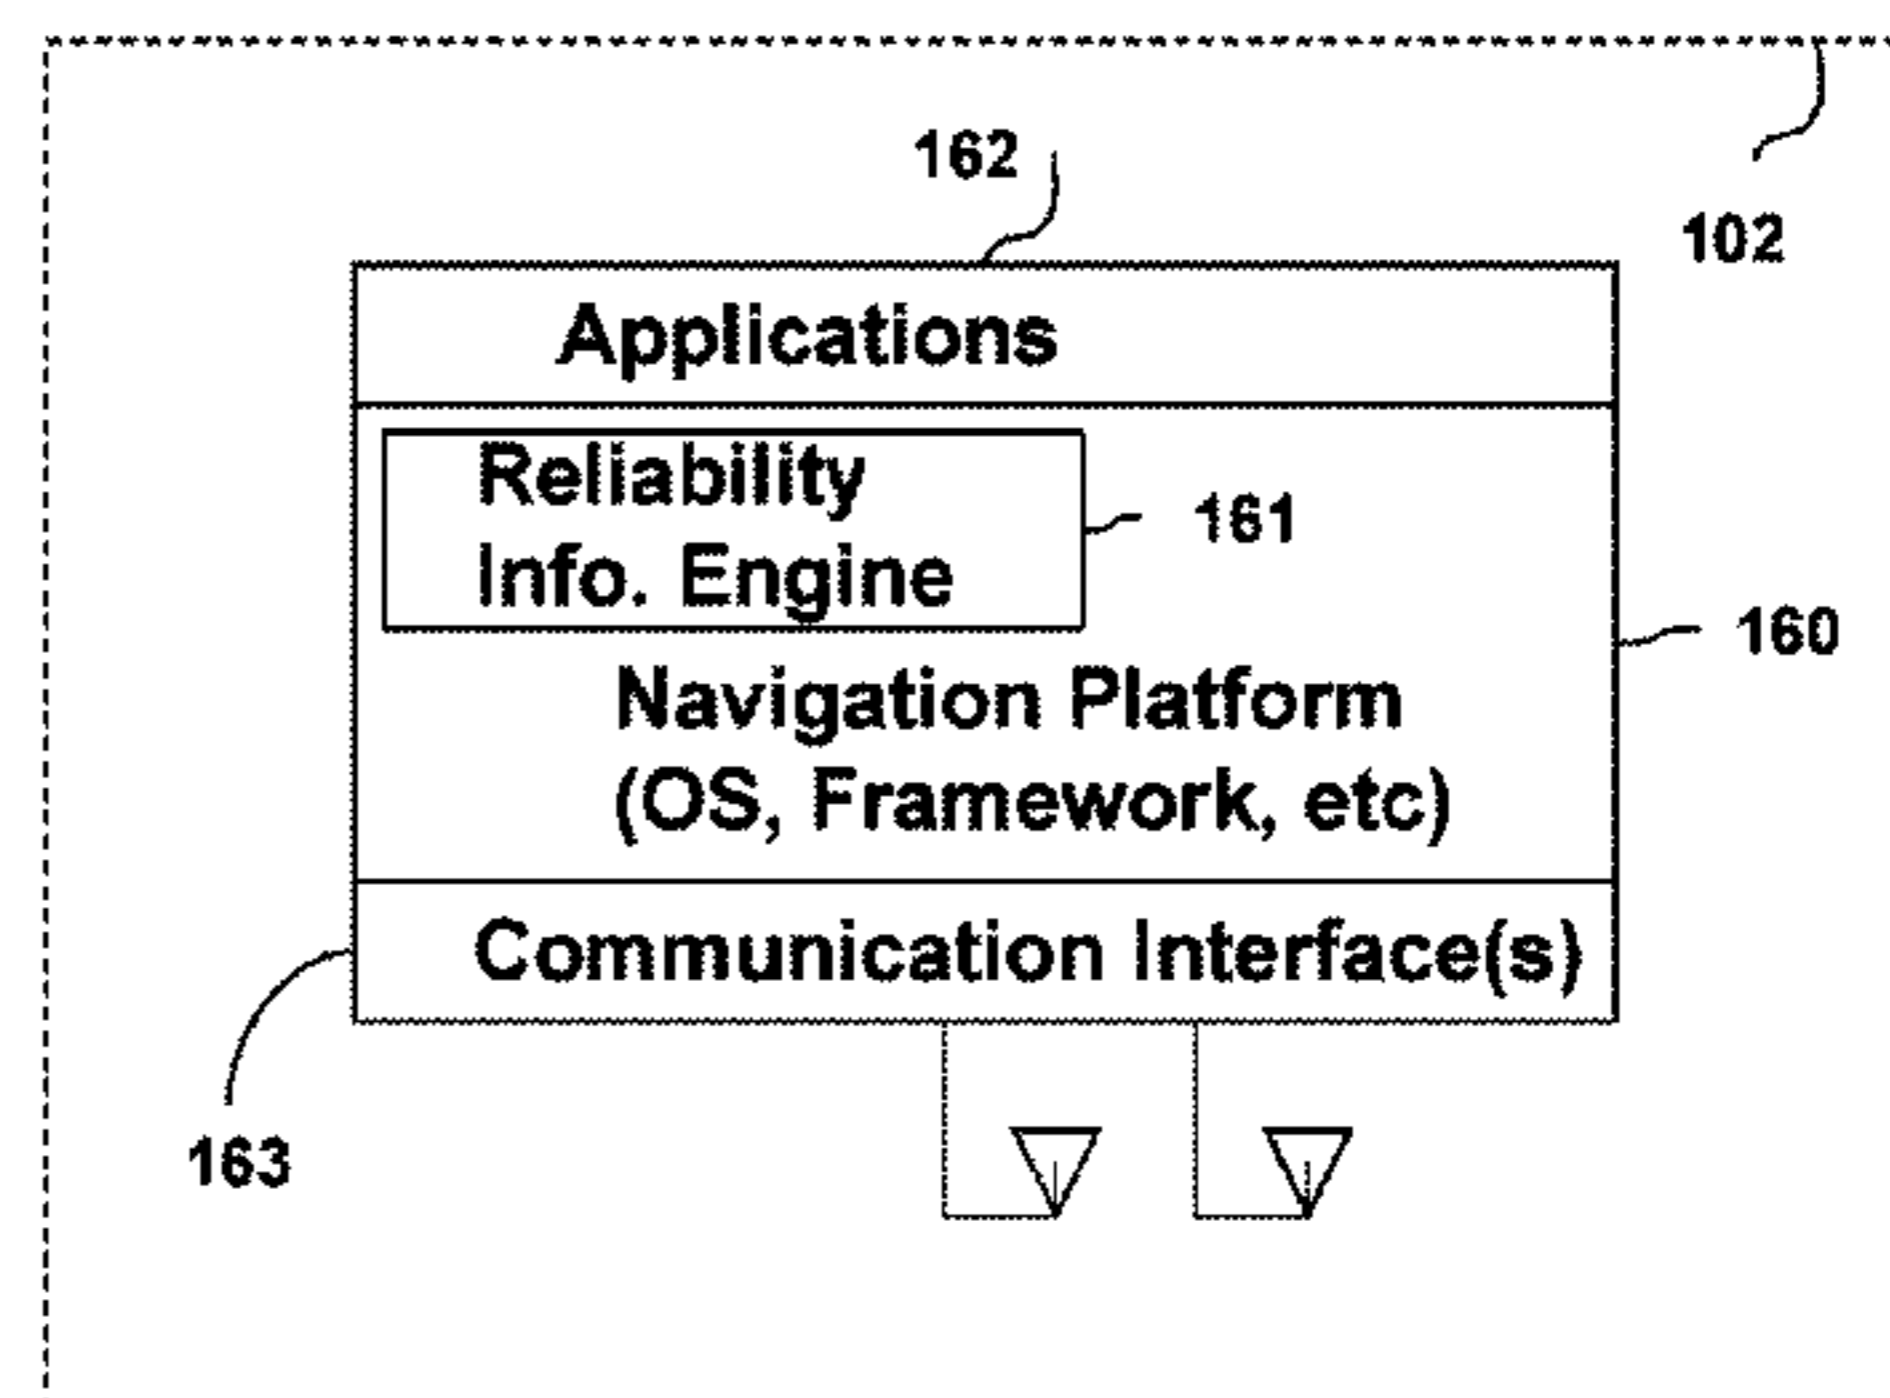 162
102
Applications
Reliability
Info. Engine
161
160
Navigation Platform
(OS, Framework, etc)
Communication Interface(s)
163